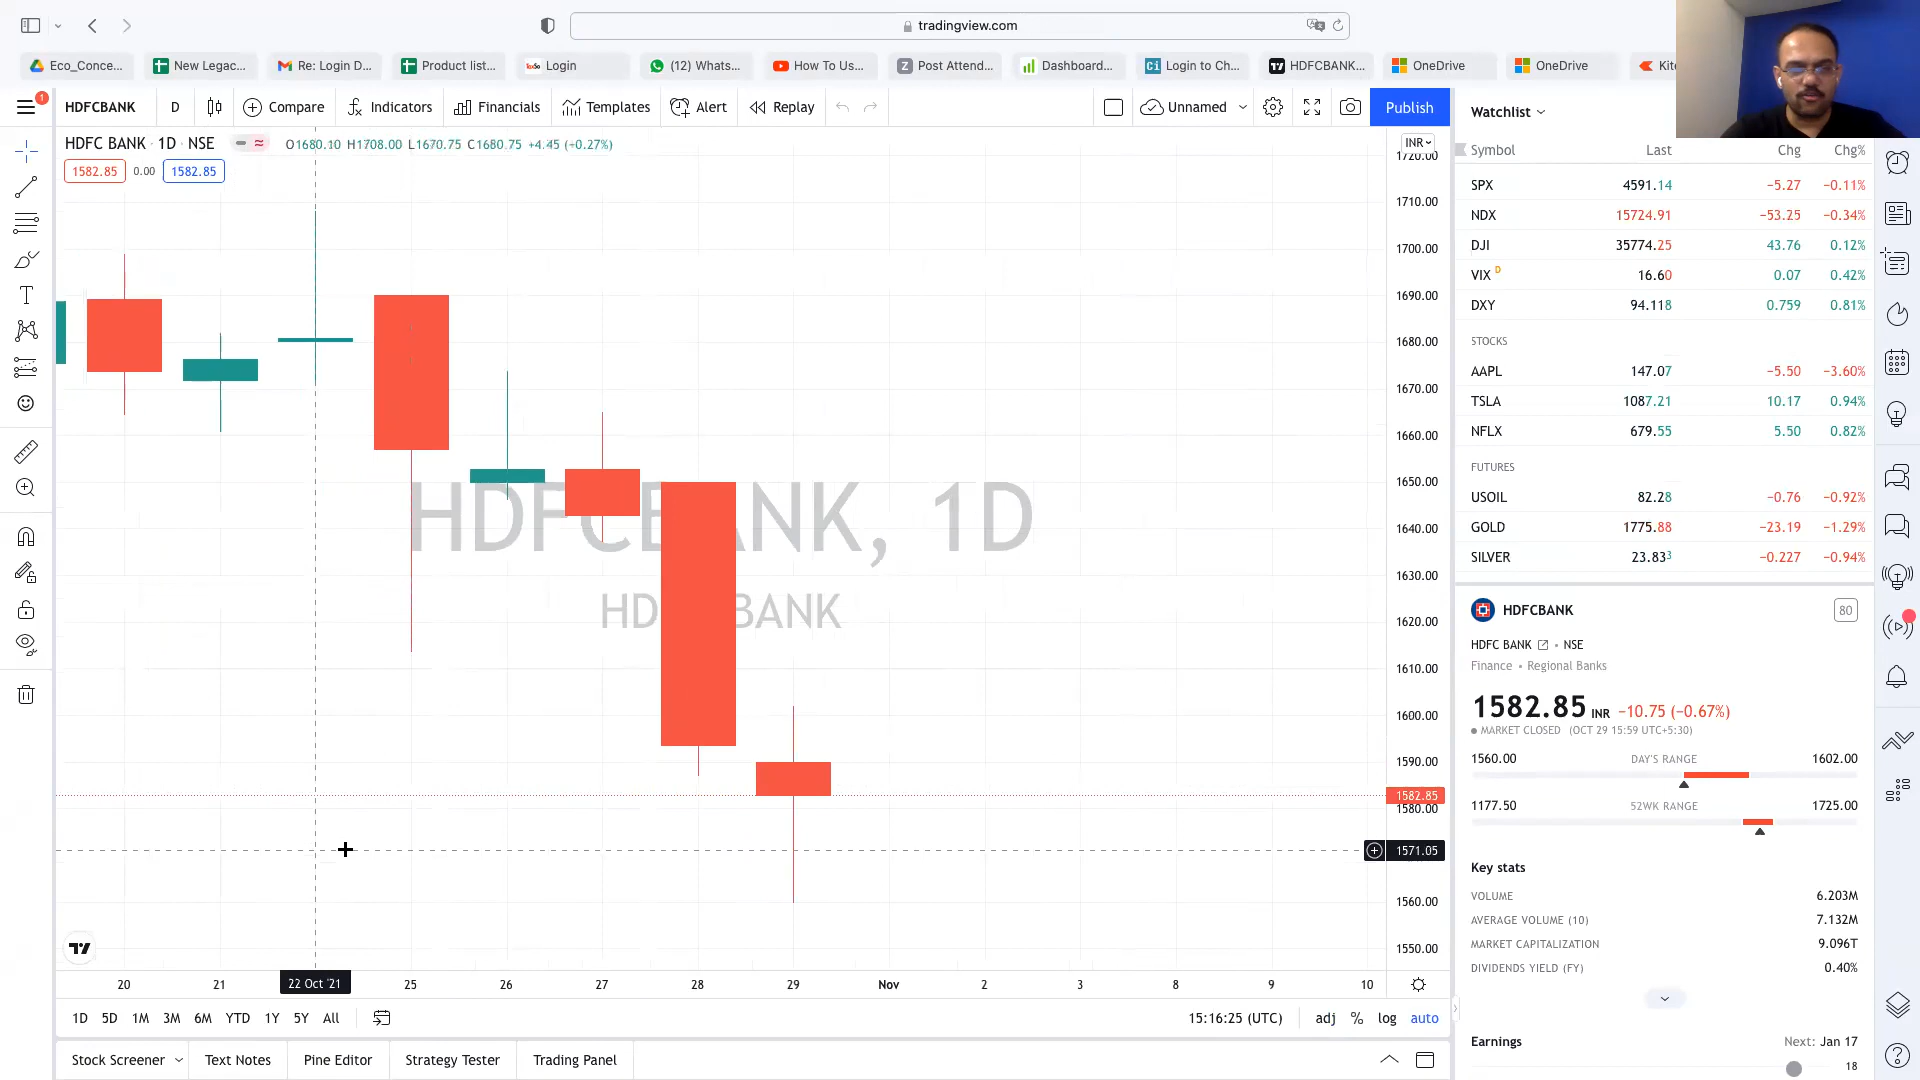 tradingview.com
Eco_Conce... New Legac... Re: Login D... Product list... Login (12) Whats... How To Us... Post Attend... Dashboard... Login to Ch... HDFCBANK... OneDrive OneDrive Kit
1 HDFCBANK D Compare Indicators Financials Templates Alert Replay Unnamed Publish
Watchlist
HDFC BANK · 1D · NSE O1680.10 H1708.00 L1670.75 C1680.75 +4.45 (+0.27%)
1582.85 0.00 1582.85
INR
1720.00
1710.00
1700.00
1690.00
1680.00
1670.00
1660.00
1650.00
1640.00
1630.00
1620.00
1610.00
1600.00
1590.00
1582.85
1580.00
1571.05
1560.00
1550.00
HDFCBANK, 1D
HDFC BANK
20 21 22 Oct '21 25 26 27 28 29 Nov 2 3 8 9 10
1D 5D 1M 3M 6M YTD 1Y 5Y All 15:16:25 (UTC) adj % log auto
Stock Screener Text Notes Pine Editor Strategy Tester Trading Panel
Symbol Last Chg Chg%
SPX 4591.14 −5.27 −0.11%
NDX 15724.91 −53.25 −0.34%
DJI 35774.25 43.76 0.12%
VIX D 16.60 0.07 0.42%
DXY 94.118 0.759 0.81%
STOCKS
AAPL 147.07 −5.50 −3.60%
TSLA 1087.21 10.17 0.94%
NFLX 679.55 5.50 0.82%
FUTURES
USOIL 82.28 −0.76 −0.92%
GOLD 1775.88 −23.19 −1.29%
SILVER 23.833 −0.227 −0.94%
HDFCBANK 80
HDFC BANK • NSE
Finance • Regional Banks
1582.85 INR −10.75 (−0.67%)
MARKET CLOSED (OCT 29 15:59 UTC+5:30)
1560.00 DAY'S RANGE 1602.00
1177.50 52WK RANGE 1725.00
Key stats
VOLUME 6.203M
AVERAGE VOLUME (10) 7.132M
MARKET CAPITALIZATION 9.096T
DIVIDENDS YIELD (FY) 0.40%
Earnings Next: Jan 17
18